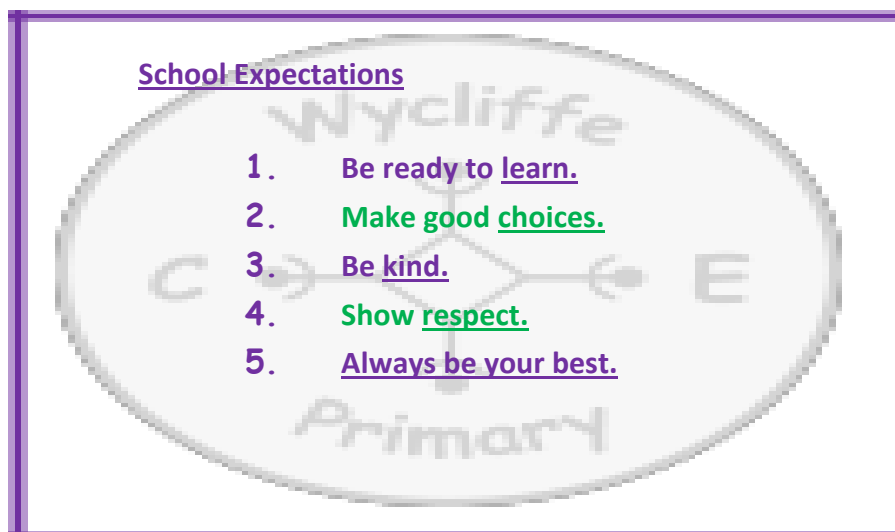 School Expectations
Wycliffe
1. Be ready to learn.
2. Make good choices.
3. Be kind.
C E
4. Show respect.
5. Always be your best.
Primary